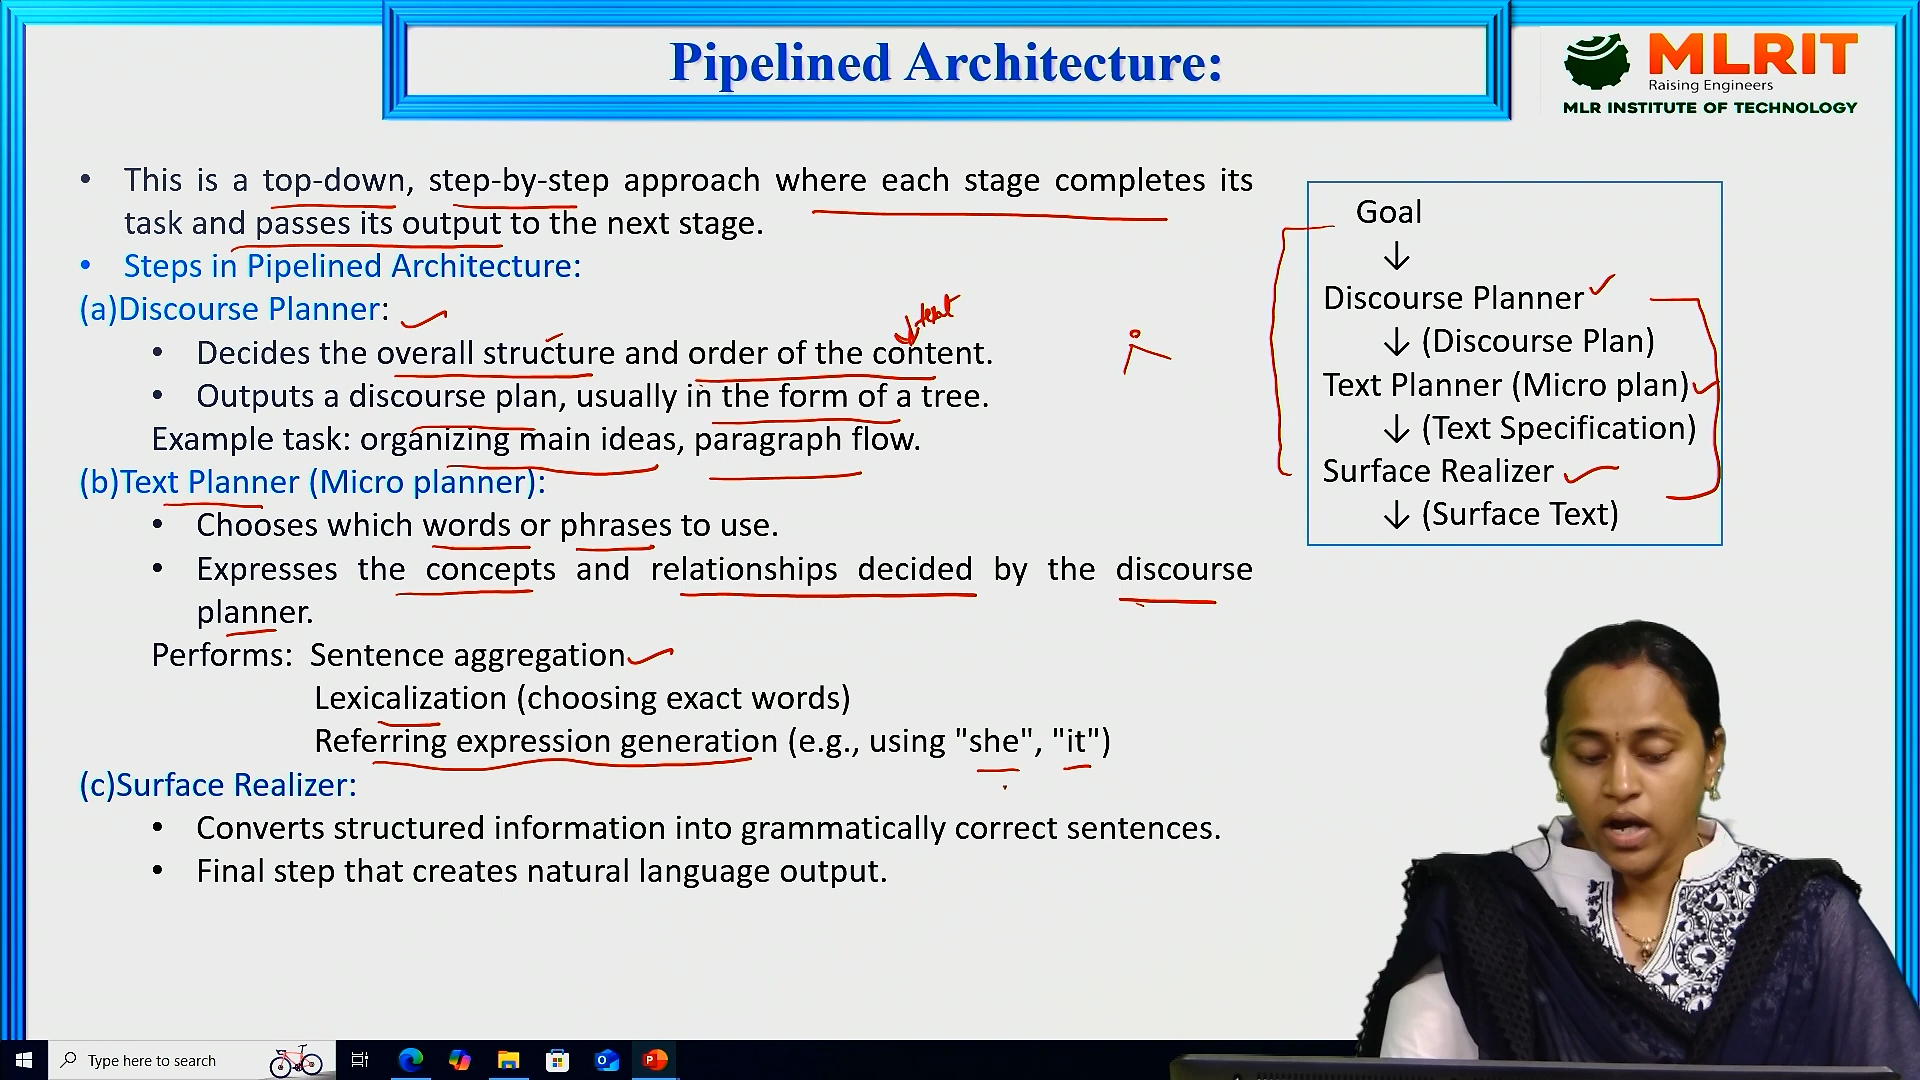 Pipelined Architecture:
MLRIT
Raising Engineers
MLR INSTITUTE OF TECHNOLOGY
• This is a top-down, step-by-step approach where each stage completes its
task and passes its output to the next stage.
• Steps in Pipelined Architecture:
(a)Discourse Planner:
text
• Decides the overall structure and order of the content.
• Outputs a discourse plan, usually in the form of a tree.
Example task: organizing main ideas, paragraph flow.
(b)Text Planner (Micro planner):
• Chooses which words or phrases to use.
• Expresses the concepts and relationships decided by the discourse
planner.
Performs: Sentence aggregation
Lexicalization (choosing exact words)
Referring expression generation (e.g., using "she", "it")
(c)Surface Realizer:
• Converts structured information into grammatically correct sentences.
• Final step that creates natural language output.
Goal
↓
Discourse Planner
↓ (Discourse Plan)
Text Planner (Micro plan)
↓ (Text Specification)
Surface Realizer
↓ (Surface Text)
Type here to search